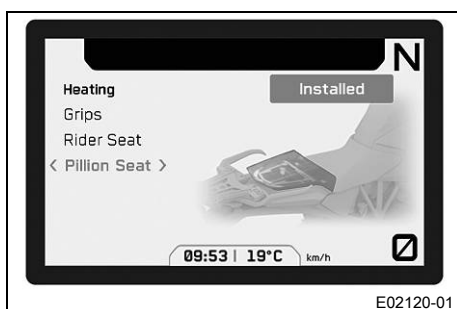 N
Heating
Installed
Grips
Rider Seat
< Pillion Seat >
09:53 | 19°C km/h
0
E02120-01